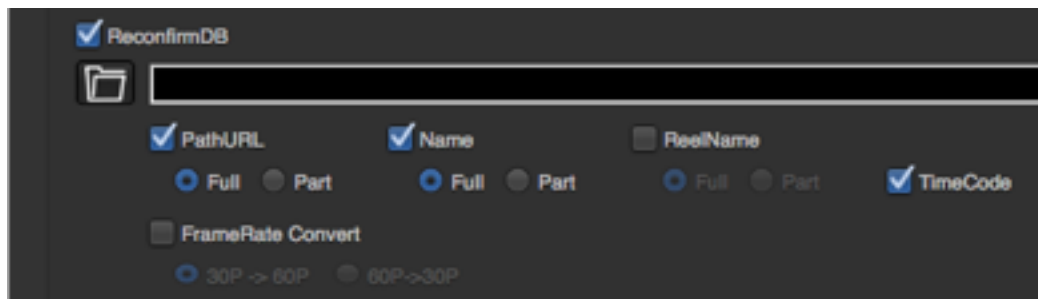 ReconfirmDB
PathURL Name ReelName
Full Part Full Part Full Part TimeCode
FrameRate Convert
30P -> 60P 60P->30P